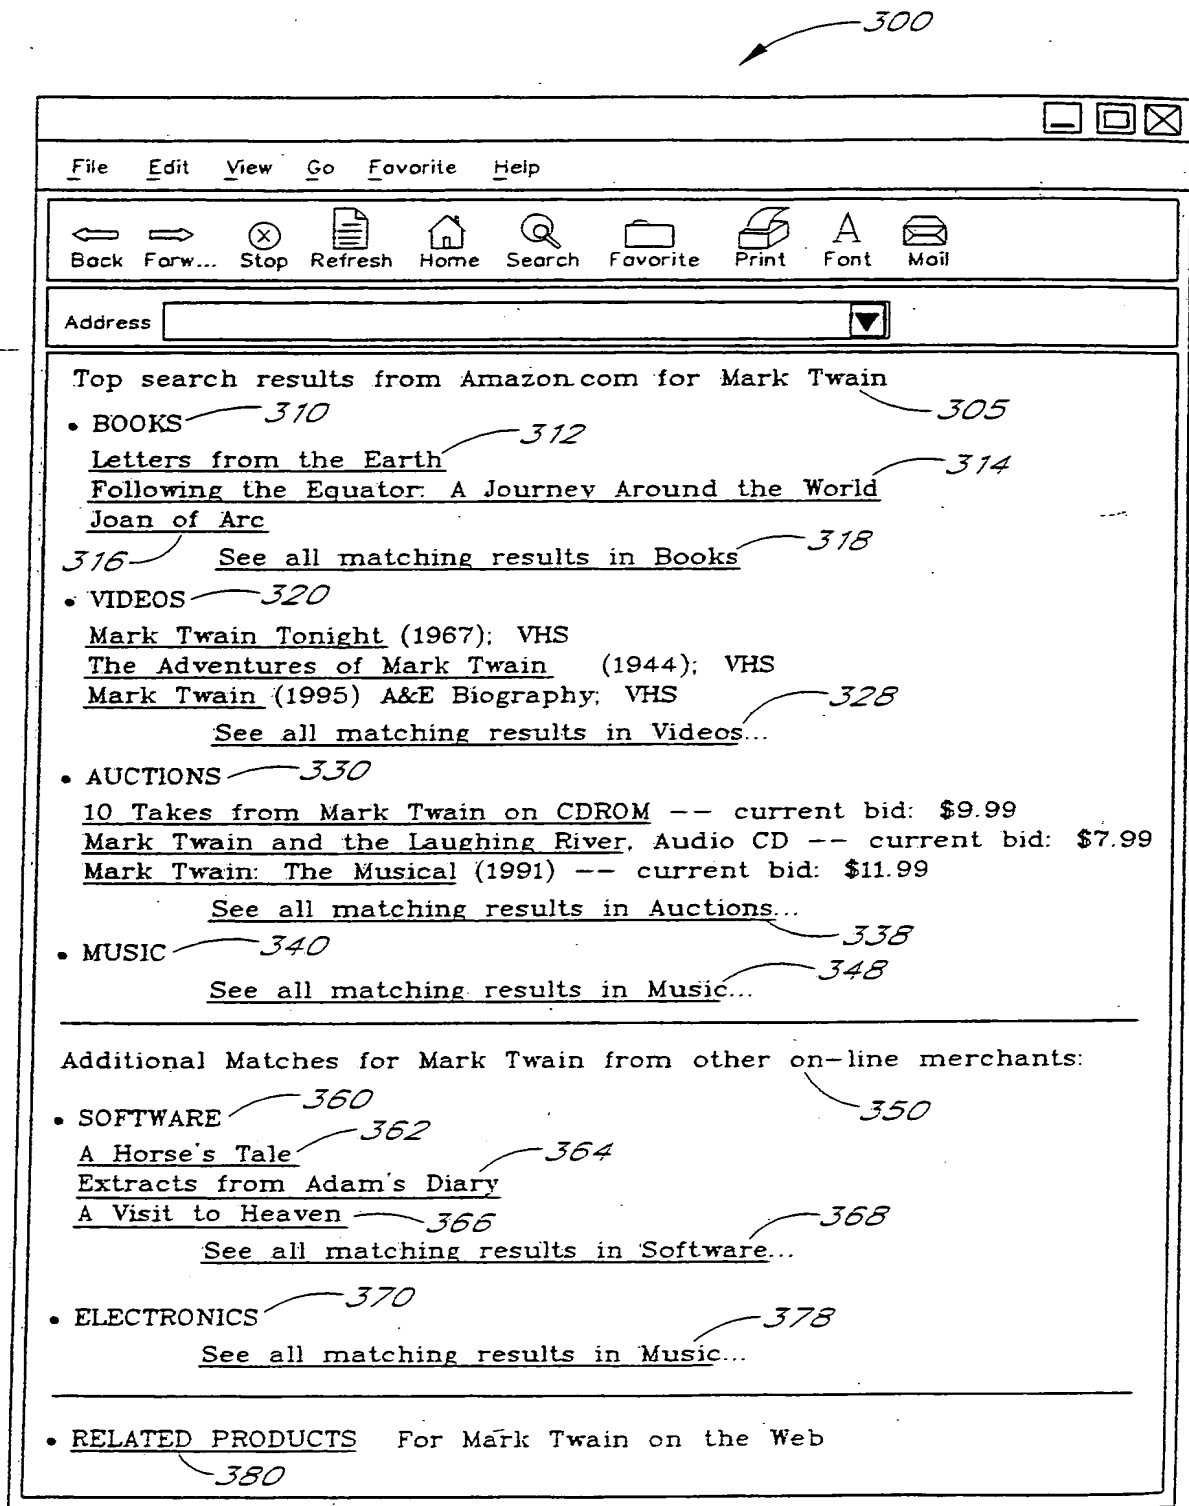 300
File Edit View Go Favorite Help
Back Forw... Stop Refresh Home Search Favorite Print Font Mail
Address
Top search results from Amazon.com for Mark Twain
305
• BOOKS 310
312
Letters from the Earth
314
Following the Equator: A Journey Around the World
Joan of Arc
316 See all matching results in Books 318
• VIDEOS 320
Mark Twain Tonight (1967); VHS
The Adventures of Mark Twain (1944); VHS
Mark Twain (1995) A&E Biography; VHS
328
See all matching results in Videos...
• AUCTIONS 330
10 Takes from Mark Twain on CDROM -- current bid: $9.99
Mark Twain and the Laughing River, Audio CD -- current bid: $7.99
Mark Twain: The Musical (1991) -- current bid: $11.99
See all matching results in Auctions...
338
• MUSIC 340
348
See all matching results in Music...
Additional Matches for Mark Twain from other on-line merchants:
350
• SOFTWARE 360
362
A Horse's Tale
364
Extracts from Adam's Diary
A Visit to Heaven 366
368
See all matching results in Software...
• ELECTRONICS 370
378
See all matching results in Music...
• RELATED PRODUCTS For Mark Twain on the Web
380